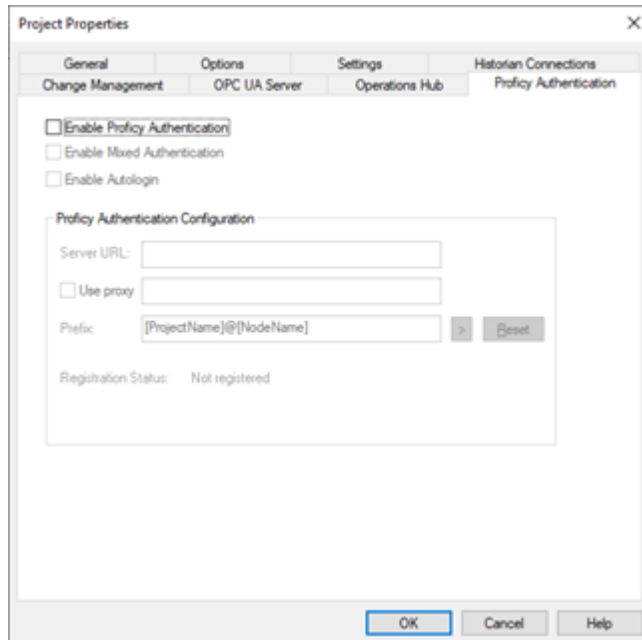 Project Properties
General Options Settings Historian Connections
Change Management OPC UA Server Operations Hub Proficy Authentication
Enable Proficy Authentication
Enable Mixed Authentication
Enable Autologin
Proficy Authentication Configuration
Server URL:
Use proxy
Prefix: [ProjectName]@[NodeName] > Reset
Registration Status: Not registered
OK Cancel Help